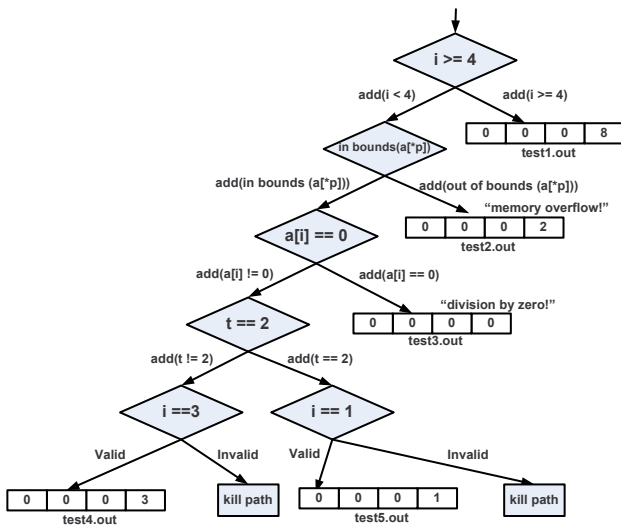 i >= 4
add(i < 4)
add(i >= 4)
0 0 0 8
test1.out
in bounds(a[*p])
add(in bounds (a[*p]))
add(out of bounds (a[*p]))
“memory overflow!”
0 0 0 2
test2.out
a[i] == 0
add(a[i] != 0)
add(a[i] == 0)
“division by zero!”
0 0 0 0
test3.out
t == 2
add(t != 2)
add(t == 2)
i ==3
i == 1
Valid
Invalid
Valid
Invalid
0 0 0 3
test4.out
kill path
0 0 0 1
test5.out
kill path